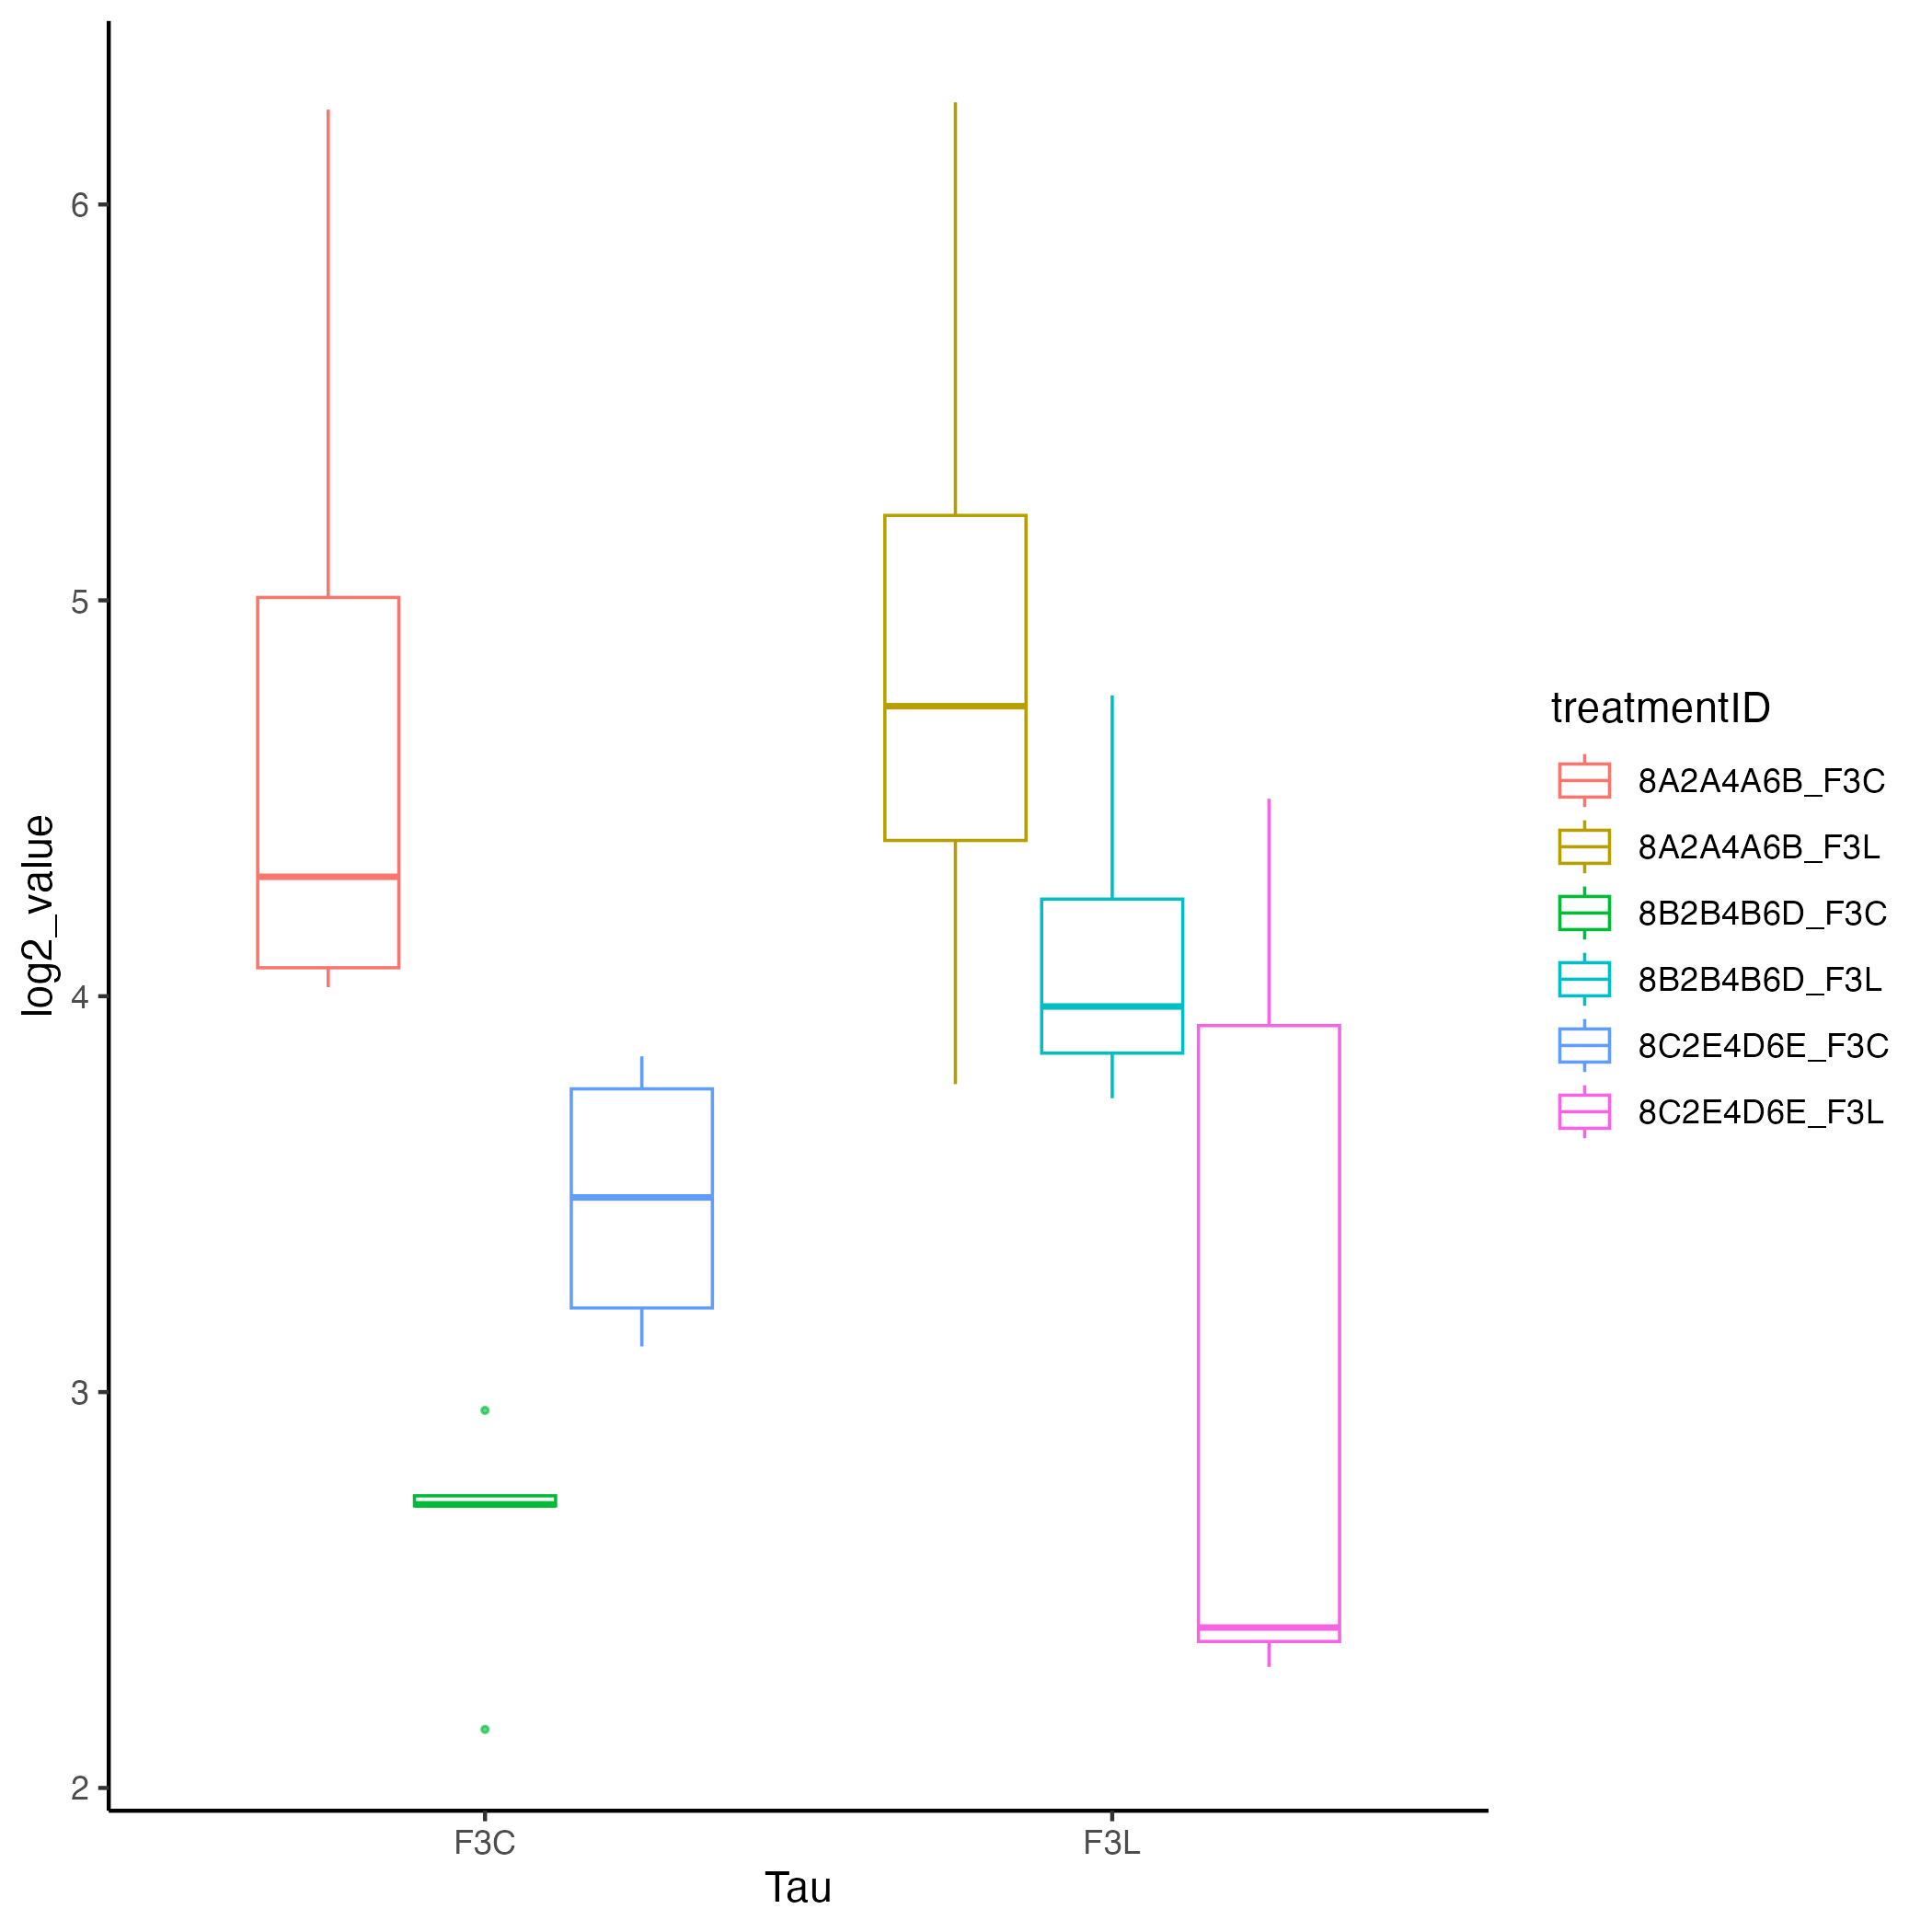 log2_value
6
5
4
3
2
F3C
F3L
Tau
treatmentID
8A2A4A6B_F3C
8A2A4A6B_F3L
8B2B4B6D_F3C
8B2B4B6D_F3L
8C2E4D6E_F3C
8C2E4D6E_F3L